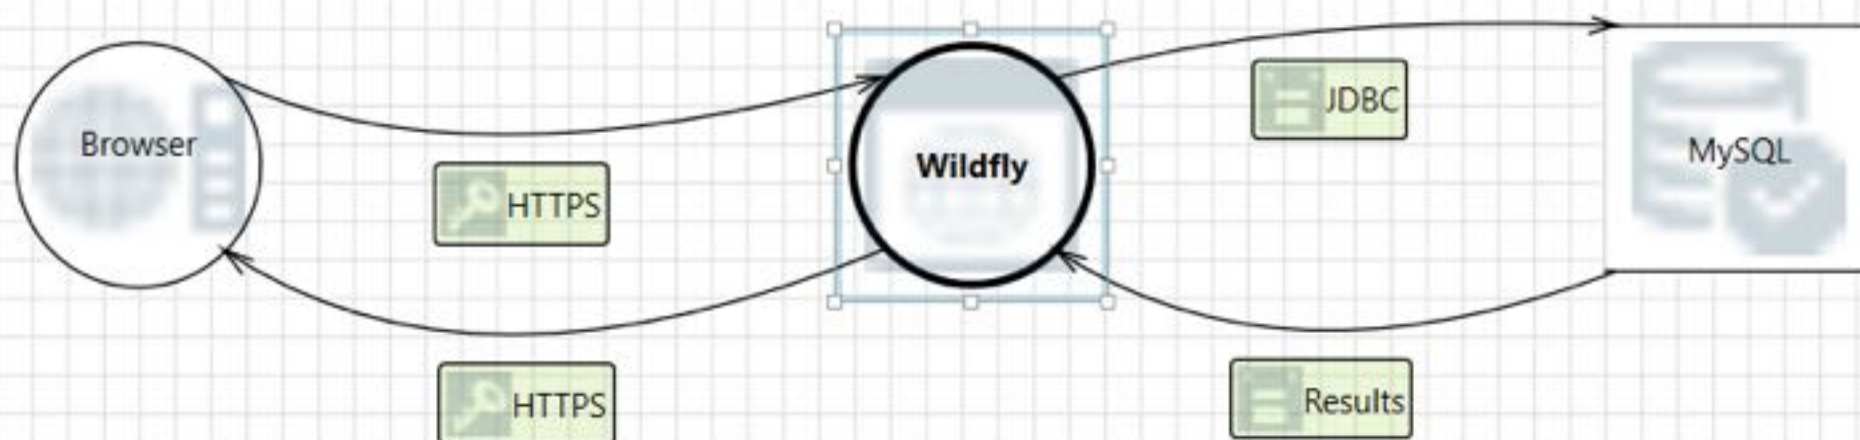 Browser
HTTPS
HTTPS
Wildfly
JDBC
Results
MySQL